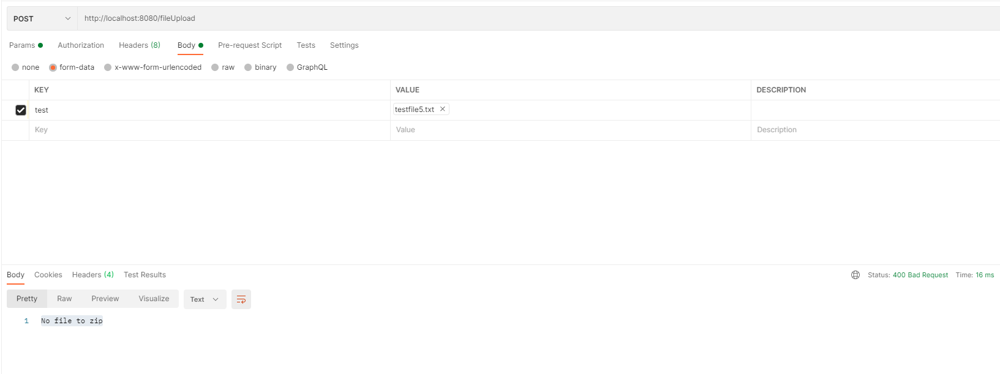 POST http://localhost:8080/fileUpload
Params Authorization Headers (8) Body Pre-request Script Tests Settings
none form-data x-www-form-urlencoded raw binary GraphQL
KEY VALUE DESCRIPTION
test testfile5.txt
Key Value Description
Body Cookies Headers (4) Test Results Status: 400 Bad Request Time: 16 ms
Pretty Raw Preview Visualize Text
1 No file to zip